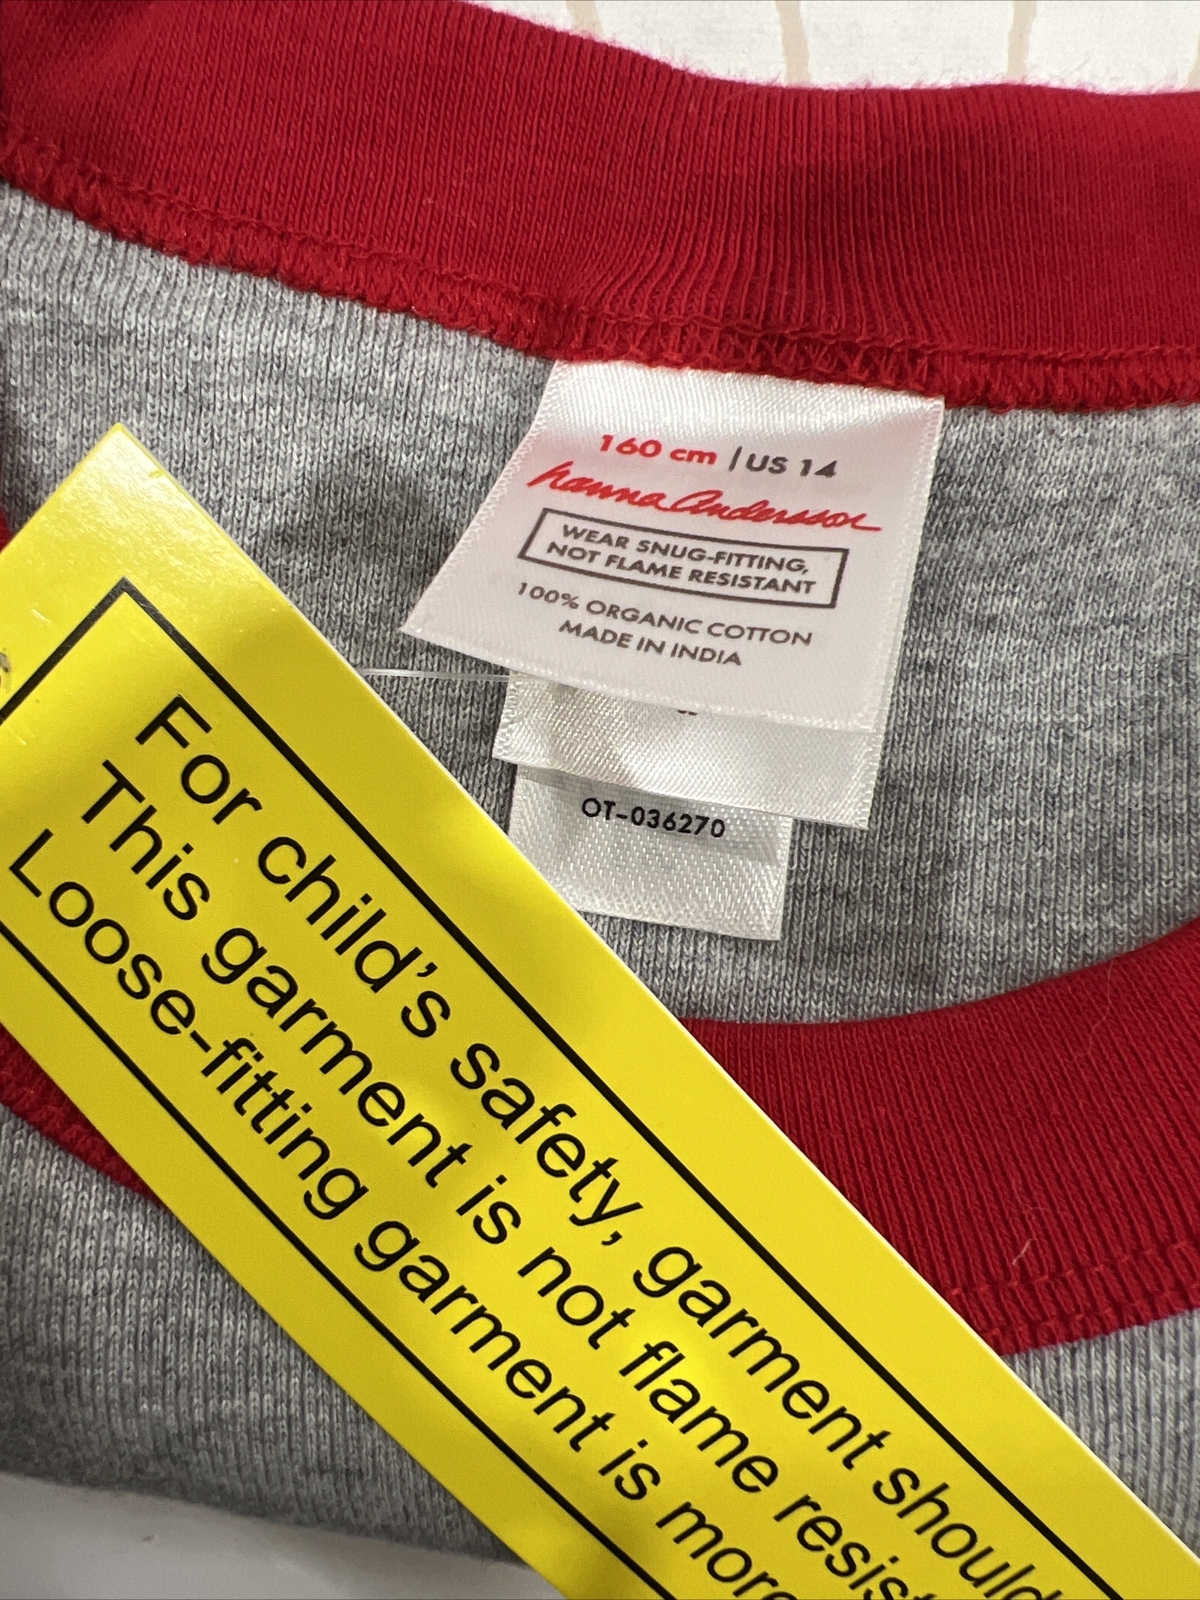 160 cm | US 14
hanna Andersson
WEAR SNUG-FITTING,
NOT FLAME RESISTANT
100% ORGANIC COTTON
MADE IN INDIA
OT-036270
For child's safety, garment should
This garment is not flame resist
Loose-fitting garment is more